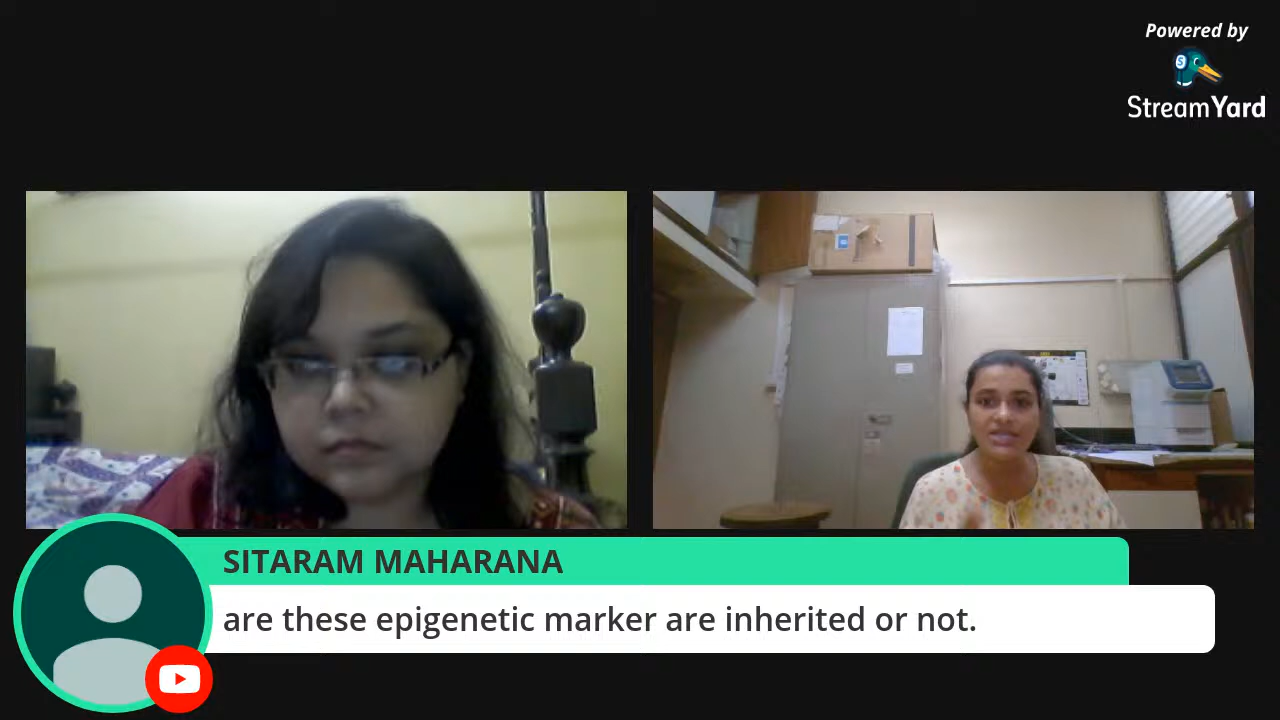 Powered by
StreamYard
SITARAM MAHARANA
are these epigenetic marker are inherited or not.